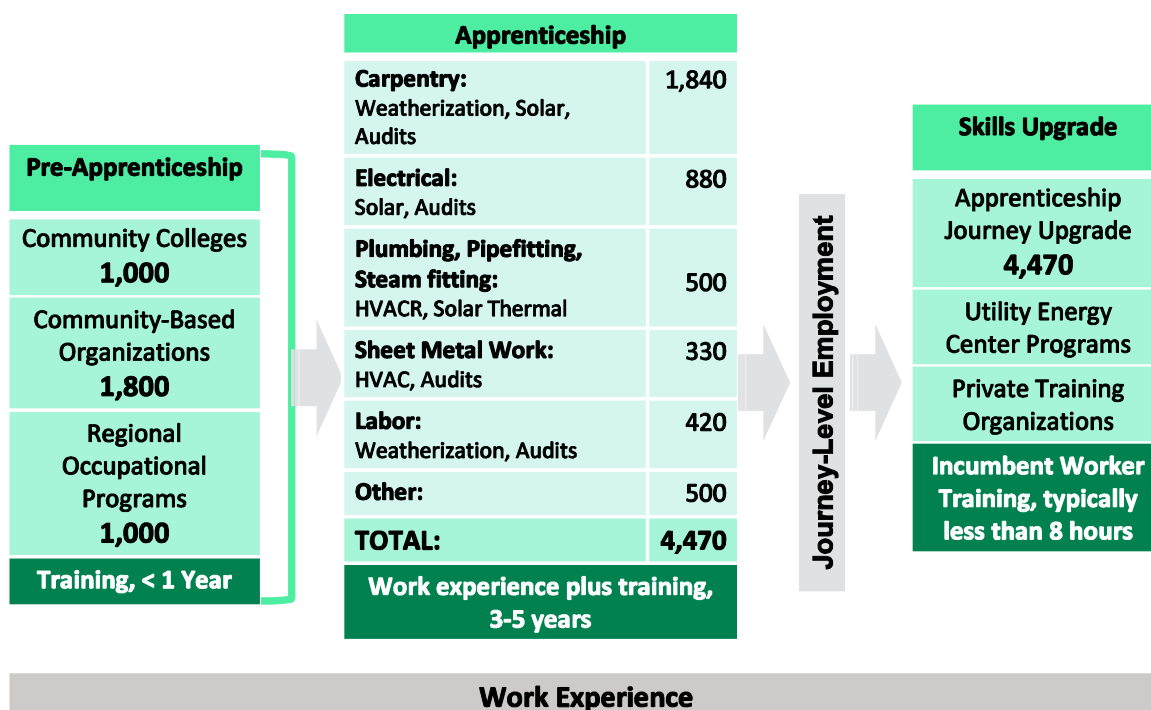 Pre-Apprenticeship
Community Colleges
1,000
Community-Based
Organizations
1,800
Regional
Occupational
Programs
1,000
Training, < 1 Year
Apprenticeship
Carpentry: 1,840
Weatherization, Solar,
Audits
Electrical: 880
Solar, Audits
Plumbing, Pipefitting,
Steam fitting: 500
HVACR, Solar Thermal
Sheet Metal Work: 330
HVAC, Audits
Labor: 420
Weatherization, Audits
Other: 500
TOTAL: 4,470
Work experience plus training,
3-5 years
Journey-Level Employment
Skills Upgrade
Apprenticeship
Journey Upgrade
4,470
Utility Energy
Center Programs
Private Training
Organizations
Incumbent Worker
Training, typically
less than 8 hours
Work Experience